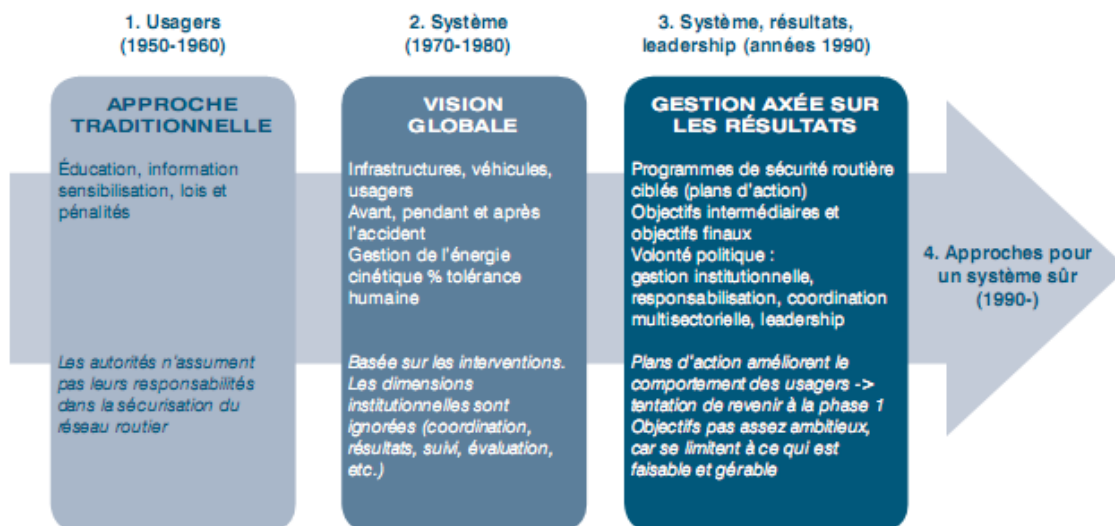 1. Usagers
(1950-1960)
2. Système
(1970-1980)
3. Système, résultats,
leadership (années 1990)
APPROCHE
TRADITIONNELLE
Éducation, information
sensibilisation, lois et
pénalités
Les autorités n'assument
pas leurs responsabilités
dans la sécurisation du
réseau routier
VISION
GLOBALE
Infrastructures, véhicules,
usagers
Avant, pendant et après
l'accident
Gestion de l'énergie
cinétique % tolérance
humaine
Basée sur les interventions.
Les dimensions
institutionnelles sont
ignorées (coordination,
résultats, suivi, évaluation,
etc.)
GESTION AXÉE SUR
LES RÉSULTATS
Programmes de sécurité routière
ciblés (plans d'action)
Objectifs intermédiaires et
objectifs finaux
Volonté politique :
gestion institutionnelle,
responsabilisation, coordination
multisectorielle, leadership
Plans d'action améliorent le
comportement des usagers ->
tentation de revenir à la phase 1
Objectifs pas assez ambitieux,
car se limitent à ce qui est
faisable et gérable
4. Approches pour
un système sûr
(1990-)